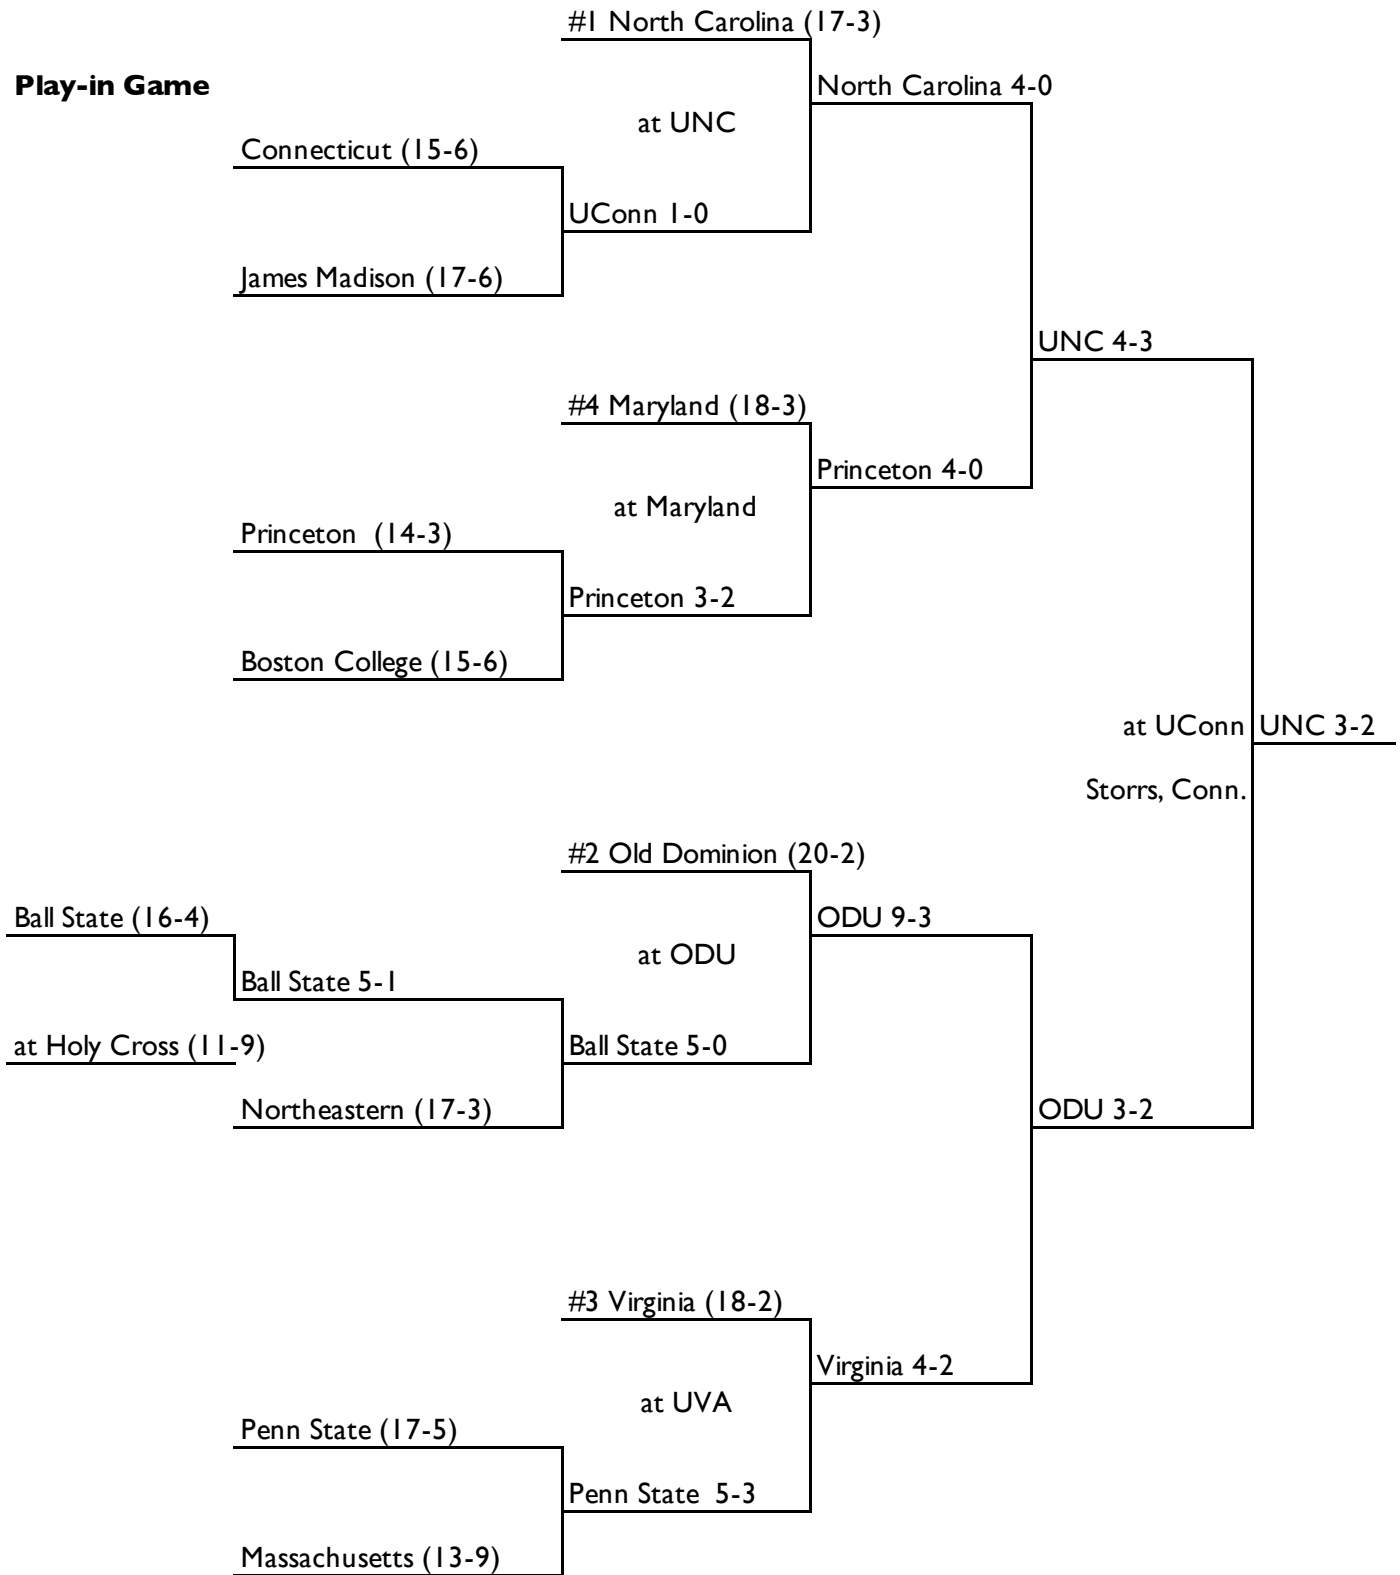 #1 North Carolina (17-3)
Play-in Game
North Carolina 4-0
at UNC
Connecticut (15-6)
UConn 1-0
James Madison (17-6)
UNC 4-3
#4 Maryland (18-3)
Princeton 4-0
at Maryland
Princeton (14-3)
Princeton 3-2
Boston College (15-6)
at UConn
UNC 3-2
Storrs, Conn.
#2 Old Dominion (20-2)
Ball State (16-4)
ODU 9-3
at ODU
Ball State 5-1
at Holy Cross (11-9)
Ball State 5-0
Northeastern (17-3)
ODU 3-2
#3 Virginia (18-2)
Virginia 4-2
at UVA
Penn State (17-5)
Penn State 5-3
Massachusetts (13-9)